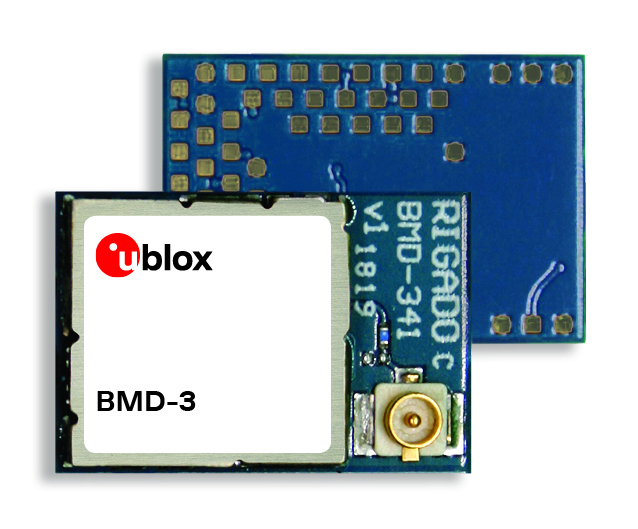 ublox
BMD-3
RIGADO C
BMD-341
v1 1819